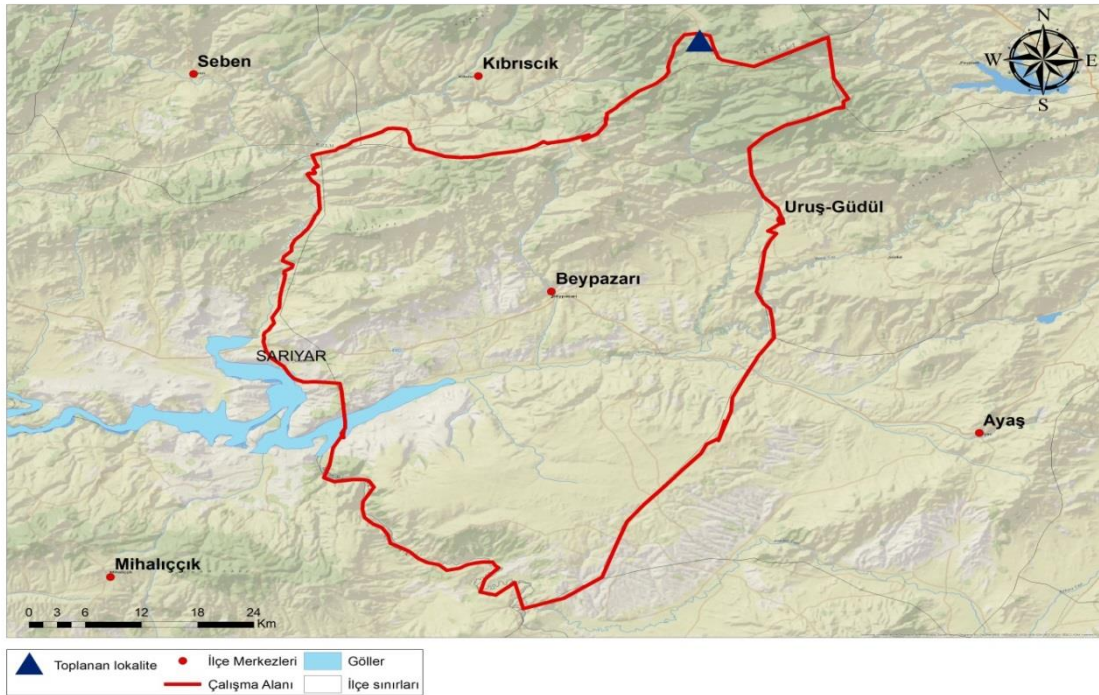 N
W E
S
Seben
Kıbrıscık
Uruş-Güdül
Beypazarı
SARIYAR
Ayaş
Mihalıççık
0 3 6 12 18 24
Km
Toplanan lokalite
İlçe Merkezleri
Göller
Çalışma Alanı
İlçe sınırları